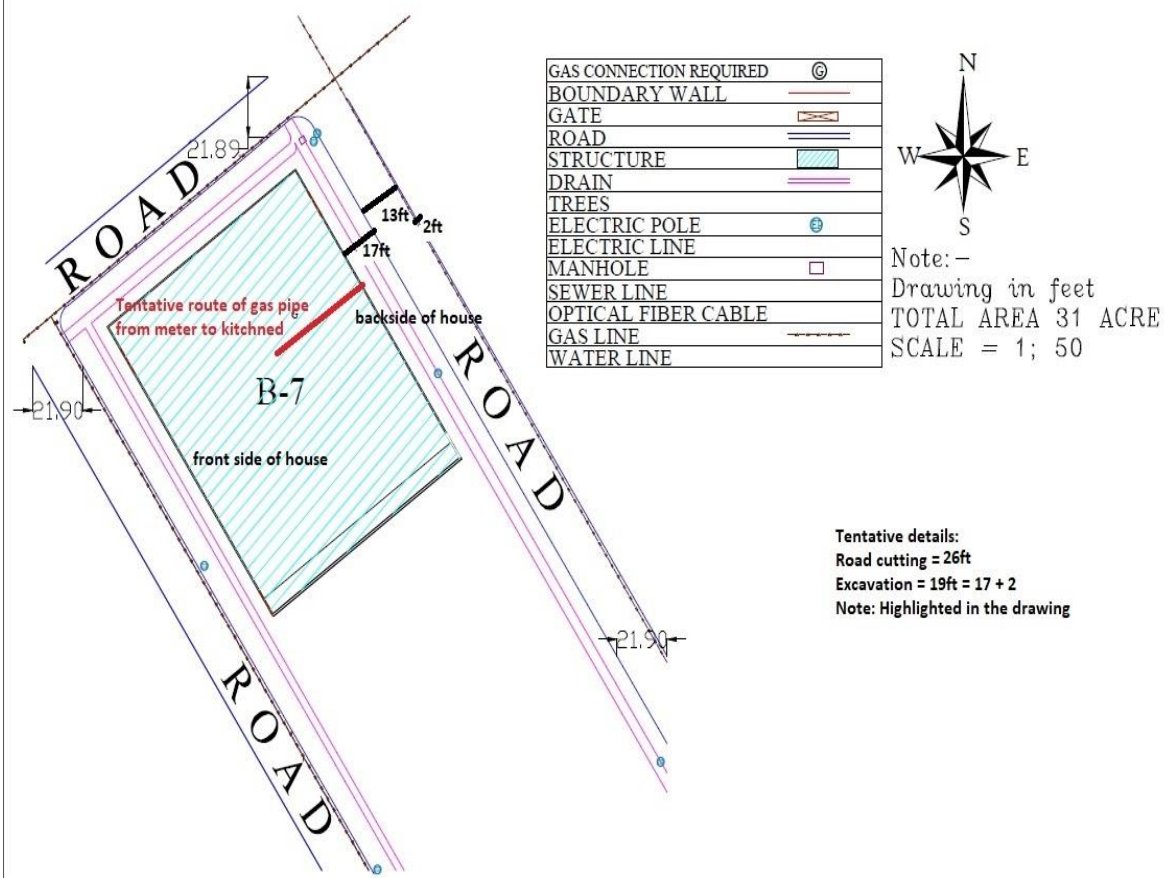 GAS CONNECTION REQUIRED G
BOUNDARY WALL
GATE
ROAD
STRUCTURE
DRAIN
TREES
ELECTRIC POLE
ELECTRIC LINE
MANHOLE
SEWER LINE
OPTICAL FIBER CABLE
GAS LINE
WATER LINE
N
W E
S
Note:-
Drawing in feet
TOTAL AREA 31 ACRE
SCALE = 1; 50
21.89
ROAD
13ft
2ft
17ft
Tentative route of gas pipe
from meter to kitchned
G
backside of house
B-7
21.90
ROAD
front side of house
Tentative details:
Road cutting = 26ft
Excavation = 19ft = 17 + 2
Note: Highlighted in the drawing
21.90
ROAD